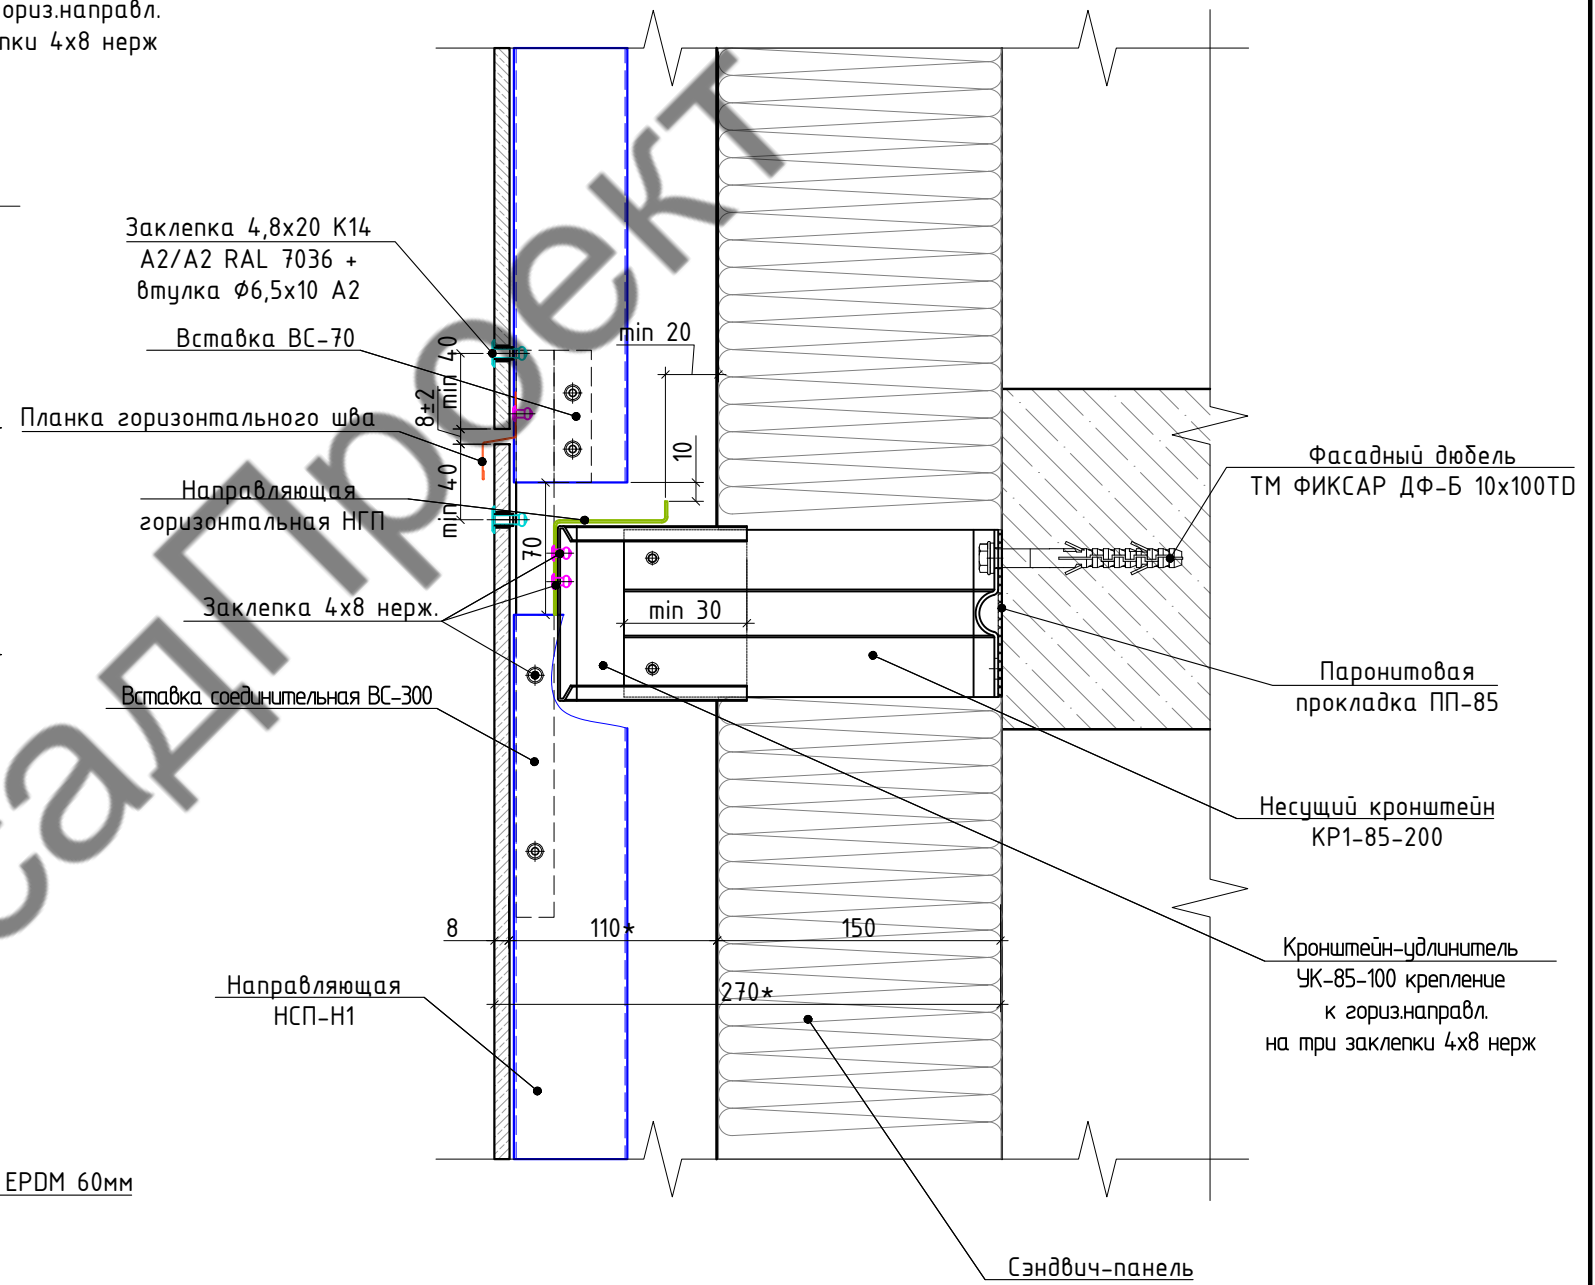 ориз.направл.
пки 4х8 нерж
Заклепка 4,8х20 К14
А2/А2 RAL 7036 +
втулка Ф6,5х10 А2
Вставка ВС-70
Планка горизонтального шва
Направляющая
горизонтальная НГП
Заклепка 4х8 нерж.
Вставка соединительная ВС-300
Направляющая
НСП-Н1
EPDM 60мм
min 40
8±2
min 40
70
min 20
10
min 30
8
110*
150
270*
Фасадный дюбель
ТМ ФИКСАР ДФ-Б 10х100TD
Паронитовая
прокладка ПП-85
Несущий кронштейн
КР1-85-200
Кронштейн-удлинитель
УК-85-100 крепление
к гориз.направл.
на три заклепки 4х8 нерж
Сэндвич-панель
садПроект